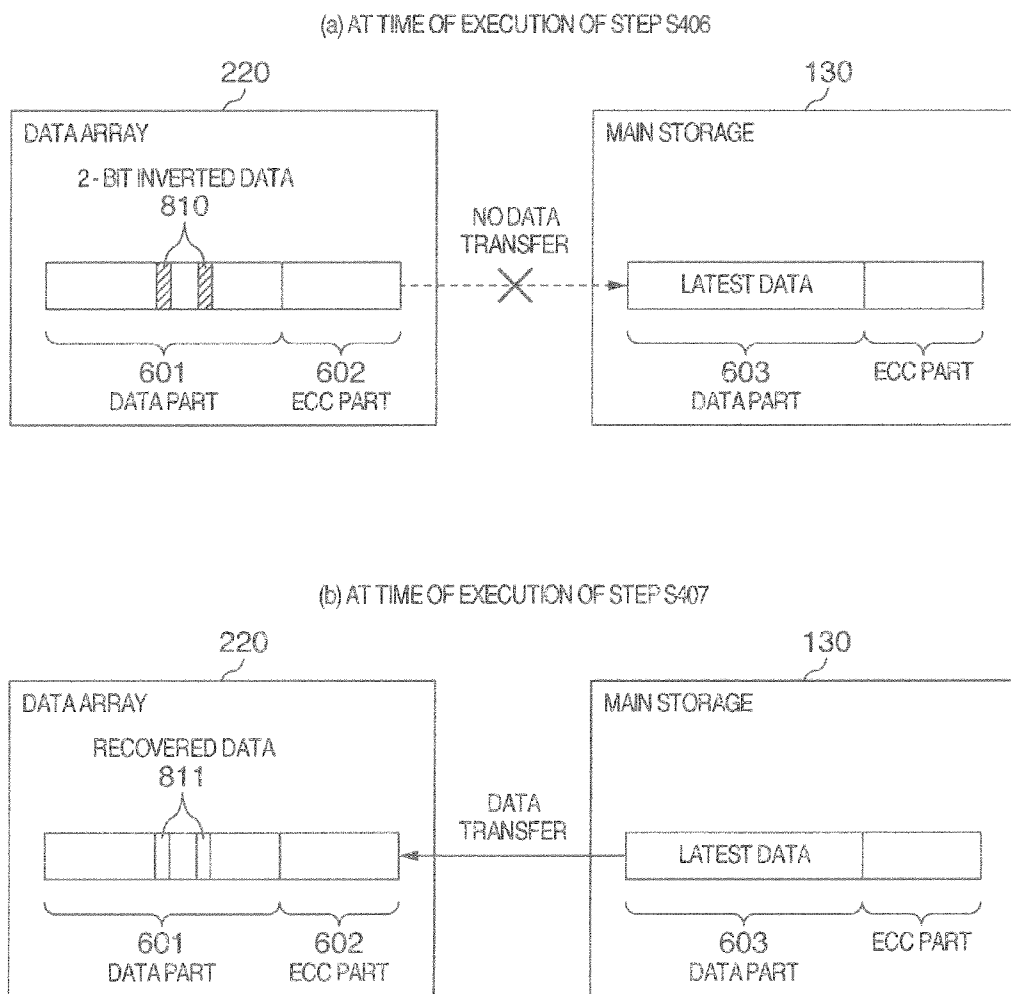 (a) AT TIME OF EXECUTION OF STEP S406
220
130
DATA ARRAY
MAIN STORAGE
2-BIT INVERTED DATA
810
NO DATA
TRANSFER
LATEST DATA
601
602
603
ECC PART
DATA PART
ECC PART
DATA PART
(b) AT TIME OF EXECUTION OF STEP S407
220
130
DATA ARRAY
MAIN STORAGE
RECOVERED DATA
811
DATA
TRANSFER
LATEST DATA
601
602
603
ECC PART
DATA PART
ECC PART
DATA PART